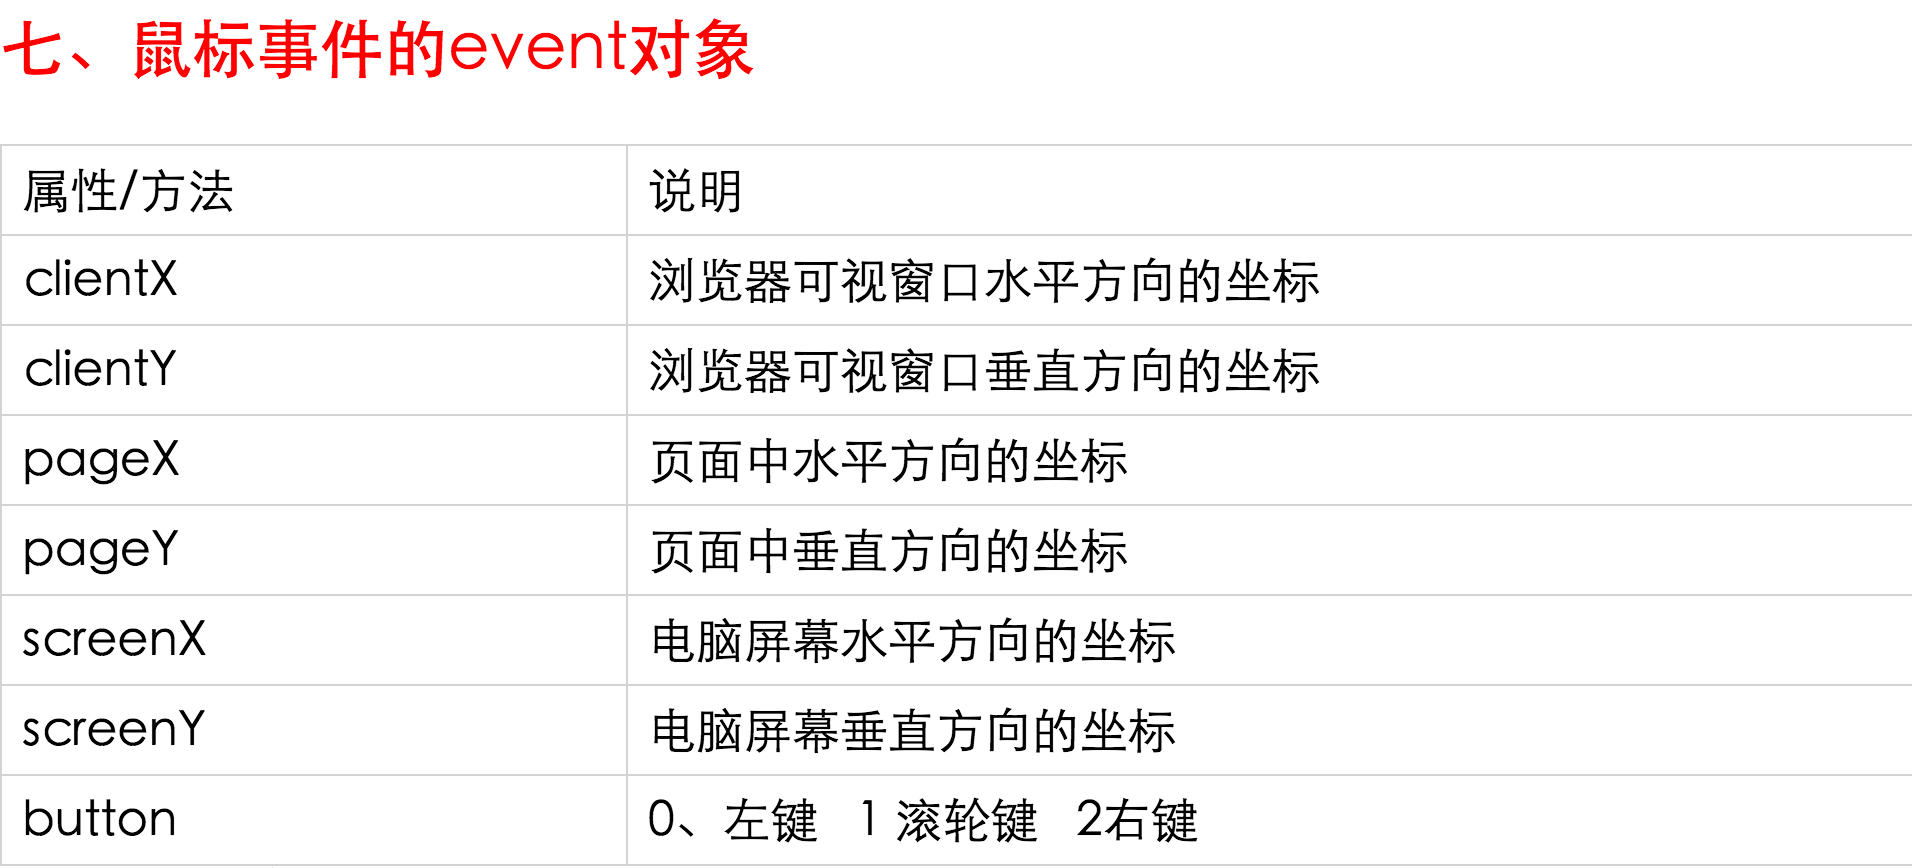 七、鼠标事件的event对象
属性/方法 说明
clientX 浏览器可视窗口水平方向的坐标
clientY 浏览器可视窗口垂直方向的坐标
pageX 页面中水平方向的坐标
pageY 页面中垂直方向的坐标
screenX 电脑屏幕水平方向的坐标
screenY 电脑屏幕垂直方向的坐标
button 0、左键 1 滚轮键 2右键